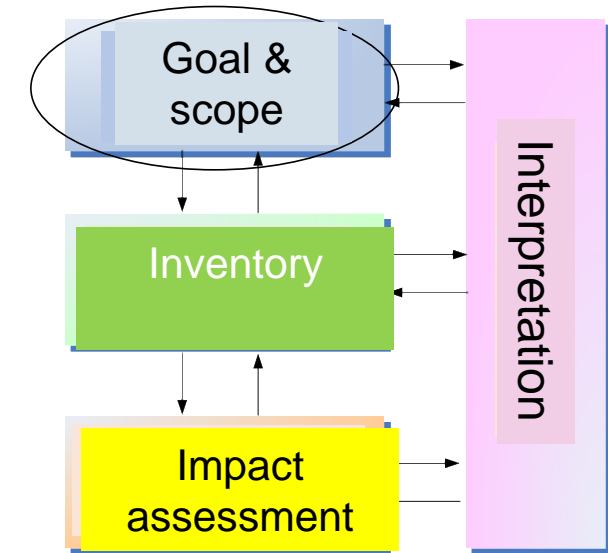 Goal &
scope
Inventory
Impact
assessment
Interpretation